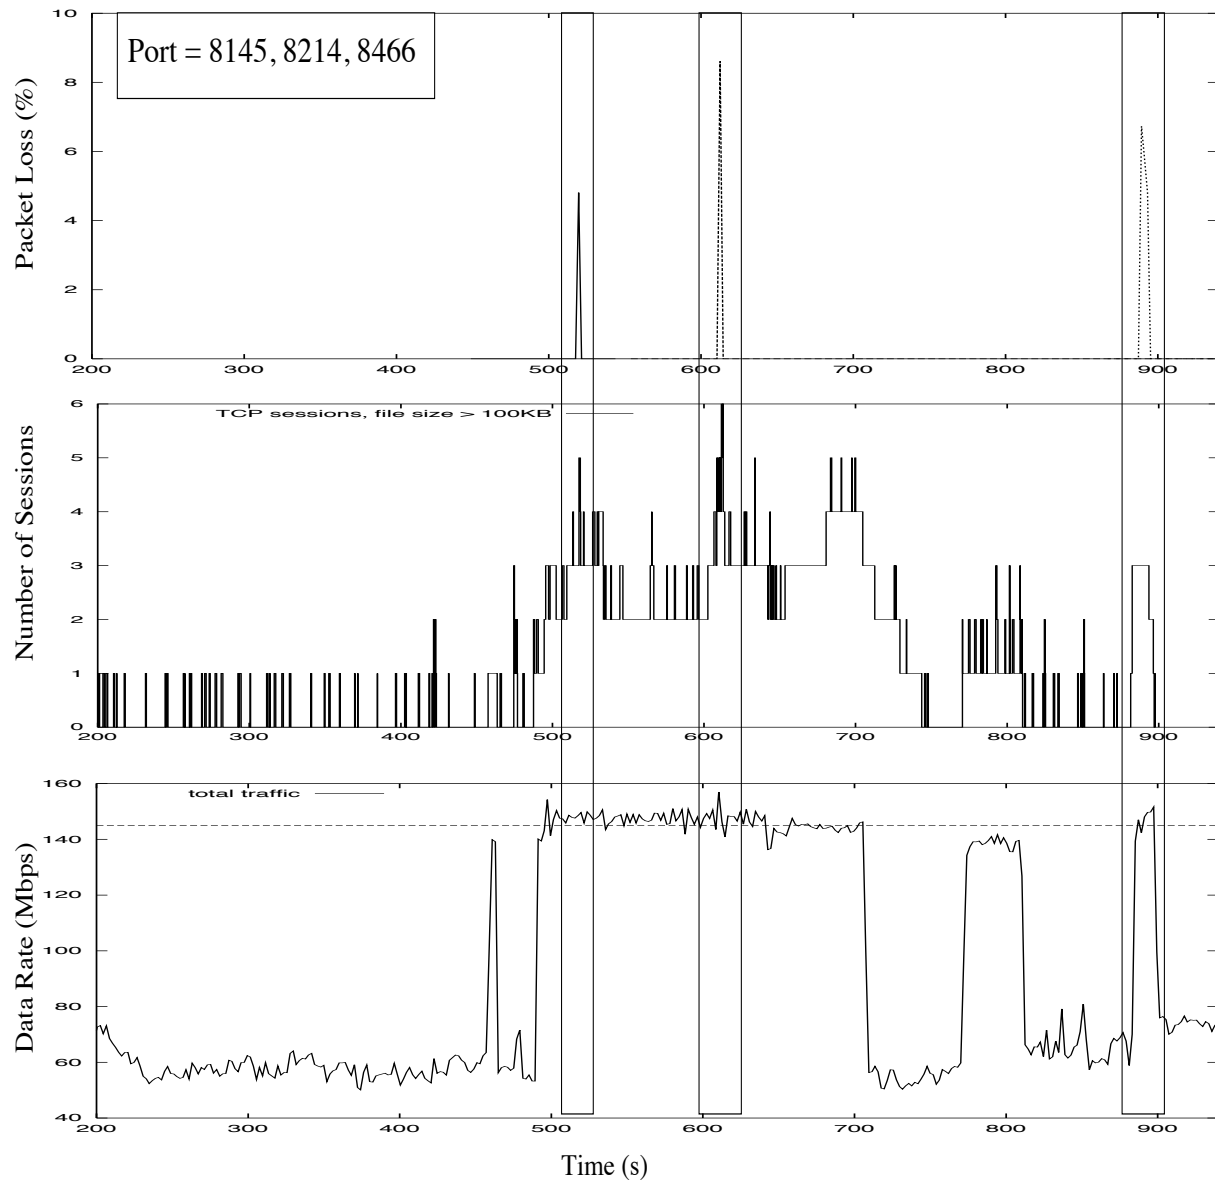 10
Port = 8145, 8214, 8466
8
6
4
2
0
Packet Loss (%)
200 300 400 500 600 700 800 900
6
TCP sessions, file size > 100KB
5
4
3
2
1
0
Number of Sessions
200 300 400 500 600 700 800 900
160
total traffic
140
120
100
80
60
40
Data Rate (Mbps)
200 300 400 500 600 700 800 900
Time (s)